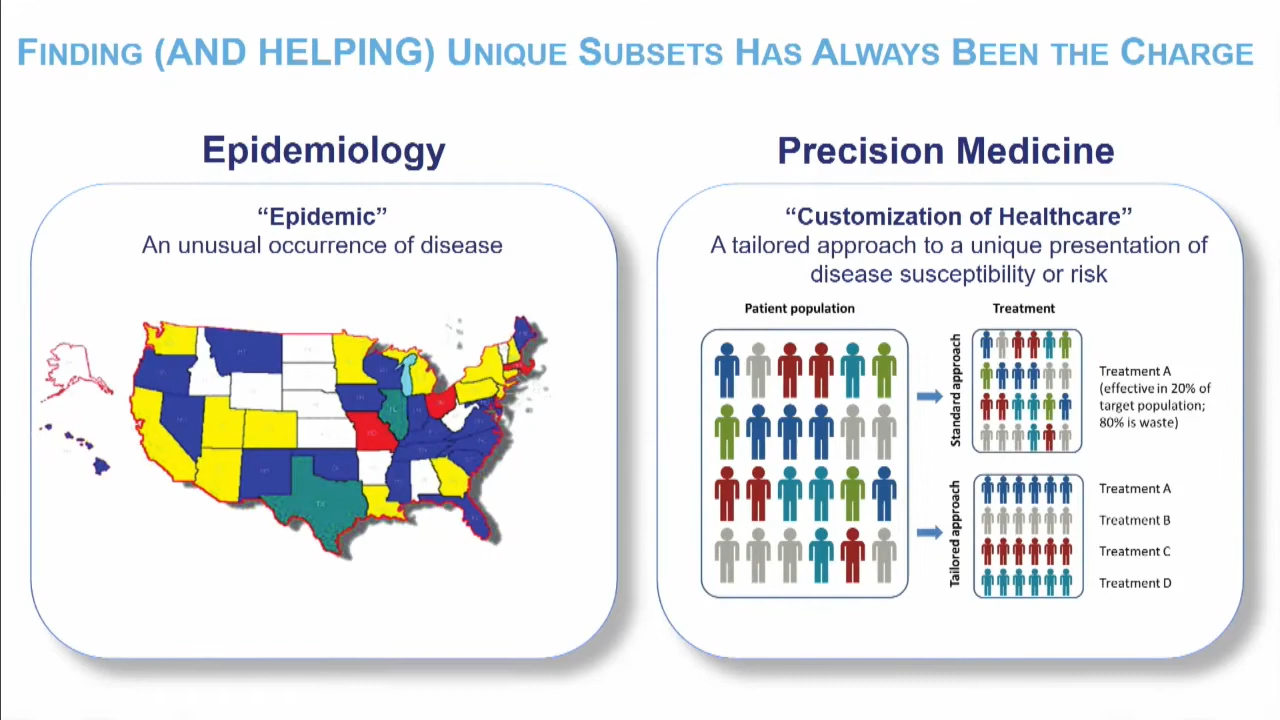 FINDING (AND HELPING) UNIQUE SUBSETS HAS ALWAYS BEEN THE CHARGE
Epidemiology
“Epidemic”
An unusual occurrence of disease
MT
TX
Precision Medicine
“Customization of Healthcare”
A tailored approach to a unique presentation of
disease susceptibility or risk
Patient population
Treatment
Standard approach
Treatment A
(effective in 20% of
target population;
80% is waste)
Tailored approach
Treatment A
Treatment B
Treatment C
Treatment D